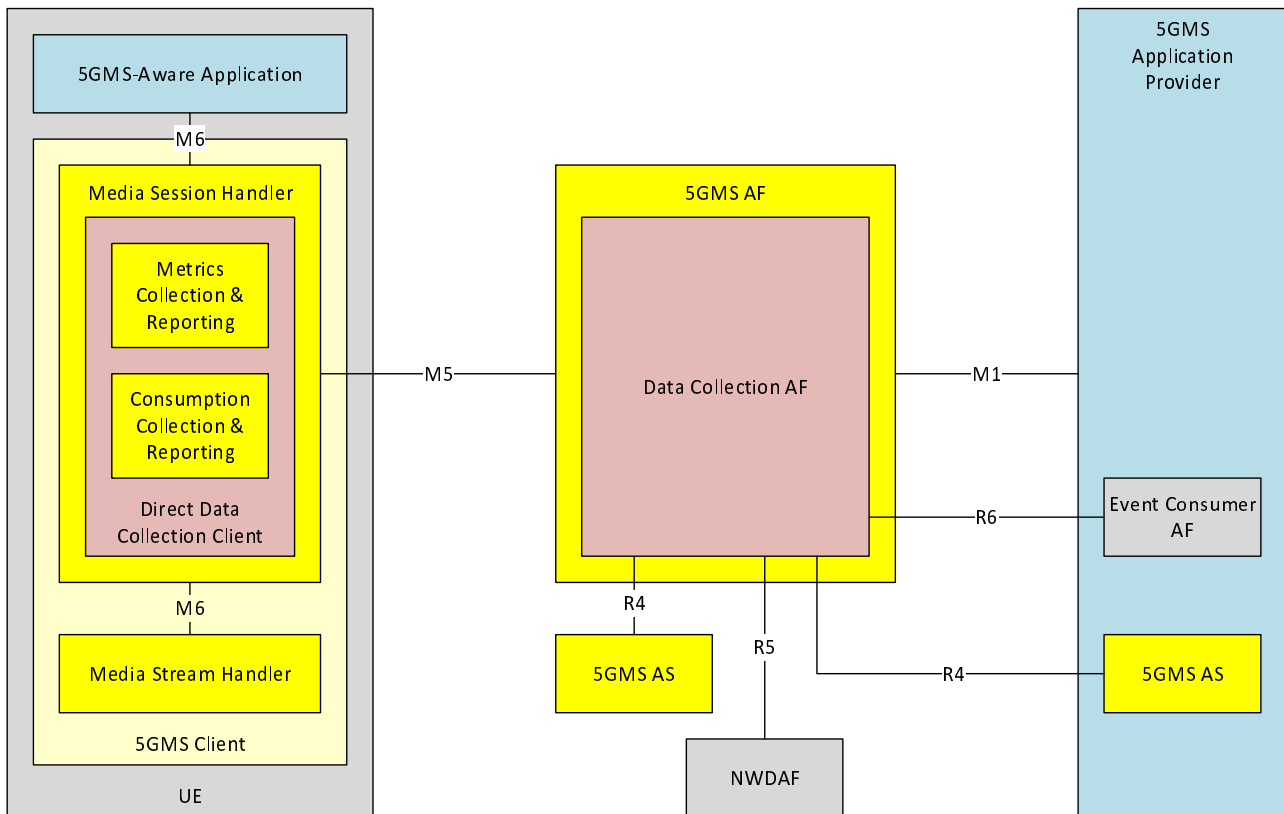 5GMS-Aware Application
M6
Media Session Handler
Metrics
Collection &
Reporting
Consumption
Collection &
Reporting
Direct Data
Collection Client
M6
Media Stream Handler
5GMS Client
UE
M5
5GMS AF
Data Collection AF
R4
5GMS AS
R5
NWDAF
M1
R6
R4
5GMS
Application
Provider
Event Consumer
AF
5GMS AS